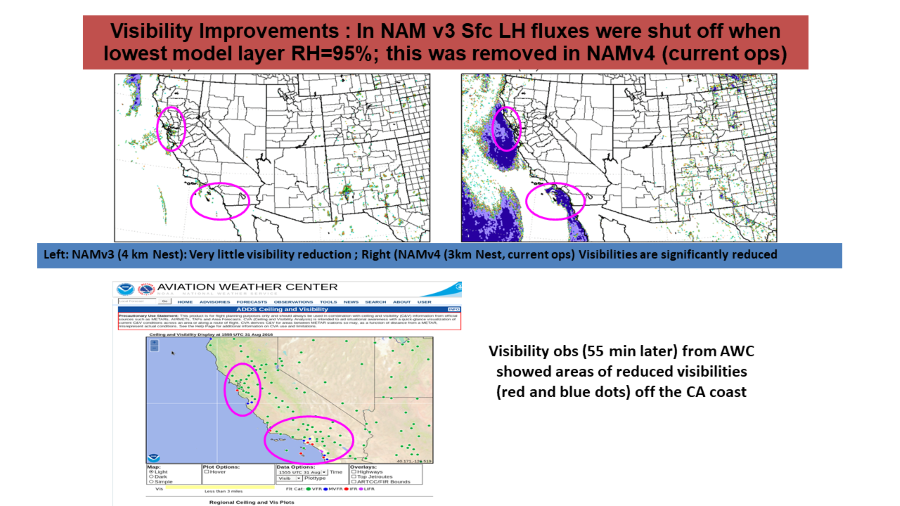 Visibility Improvements : In NAM v3 Sfc LH fluxes were shut off when
lowest model layer RH=95%; this was removed in NAMv4 (current ops)
Left: NAMv3 (4 km Nest): Very little visibility reduction ; Right (NAMv4 (3km Nest, current ops) Visibilities are significantly reduced
AVIATION WEATHER CENTER
HOME ADVISORIES FORECASTS OBSERVATIONS TOOLS NEWS SEARCH ABOUT USER
ADDS Ceiling and Visibility
Ceiling and Visibility Display at 1555 UTC 31 Aug 2016
Visibility obs (55 min later) from AWC
showed areas of reduced visibilities
(red and blue dots) off the CA coast
Map: Plot Options: Data Options: Overlays:
Light Hover 1555 UTC 31 Aug Time Highways
Dark Visib Plottype Top Jetroutes
Simple ARTCC/FIR Bounds
Vis Less than 3 miles Flt Cat: VFR MVFR IFR LIFR
Regional Ceiling and Vis Plots